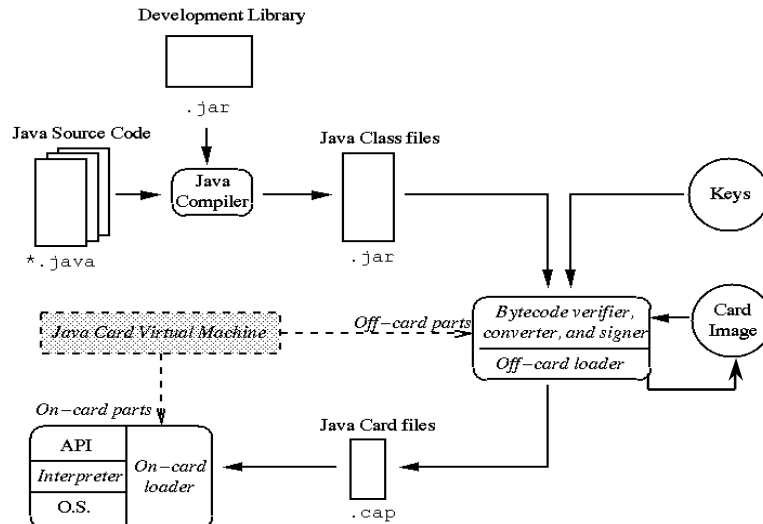 Development Library
.jar
Java Source Code
Java Class files
Java
Compiler
Keys
*.java
.jar
Java Card Virtual Machine
Off-card parts
Bytecode verifier,
converter, and signer
Off-card loader
Card
Image
On-card parts
API
Interpreter
O.S.
On-card
loader
Java Card files
.cap